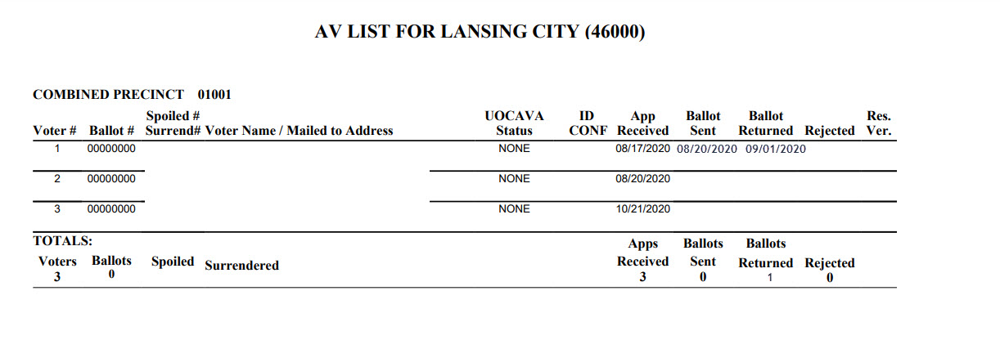 AV LIST FOR LANSING CITY (46000)
COMBINED PRECINCT 01001
Spoiled # UOCAVA ID App Ballot Ballot Res.
Voter # Ballot # Surrend# Voter Name / Mailed to Address Status CONF Received Sent Returned Rejected Ver.
1 00000000 NONE 08/17/2020 08/20/2020 09/01/2020
2 00000000 NONE 08/20/2020
3 00000000 NONE 10/21/2020
TOTALS: Apps Ballots Ballots
Voters Ballots Spoiled Surrendered Received Sent Returned Rejected
3 0 3 0 1 0